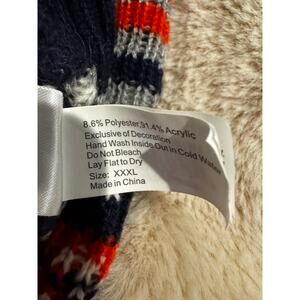 8.6% Polyester,91.4% Acrylic
Exclusive of Decoration
Hand Wash Inside Out in Cold Water
Do Not Bleach
Lay Flat to Dry
Size: XXXL
Made in China